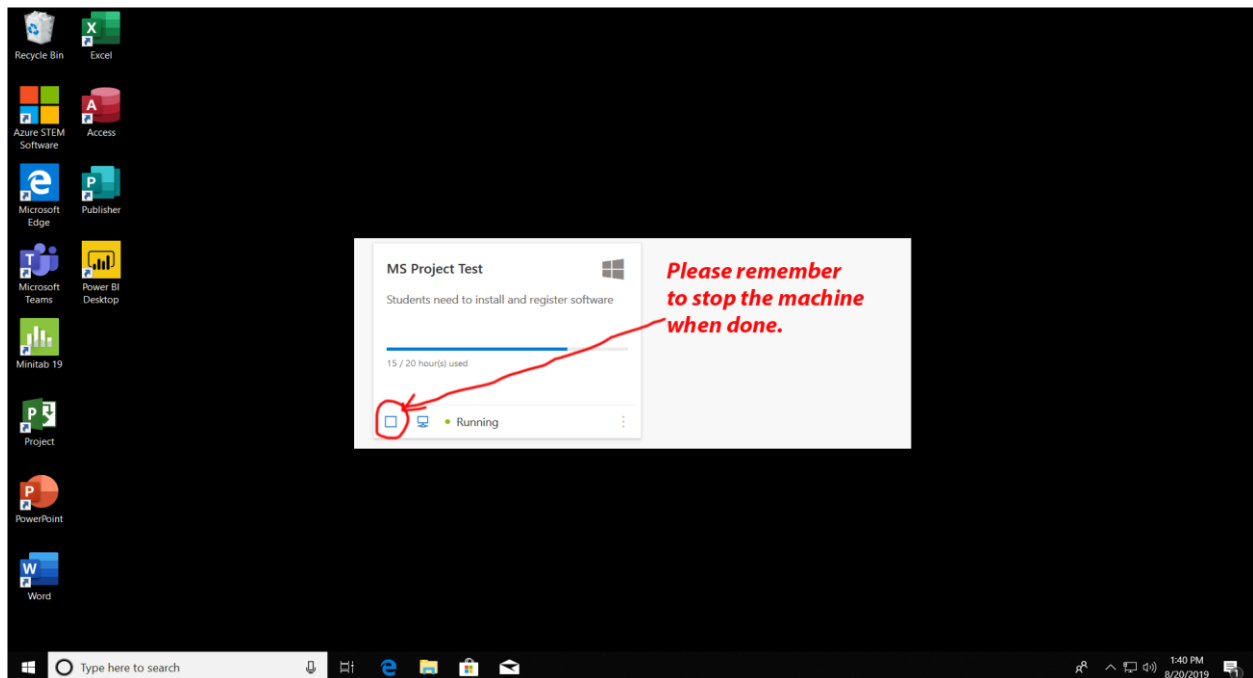 Recycle Bin
Excel
Azure STEM
Software
Access
Microsoft
Edge
Publisher
Microsoft
Teams
Power BI
Desktop
Minitab 19
Project
PowerPoint
Word
MS Project Test
Students need to install and register software
15 / 20 hour(s) used
Running
Please remember
to stop the machine
when done.
Type here to search
1:40 PM
8/20/2019